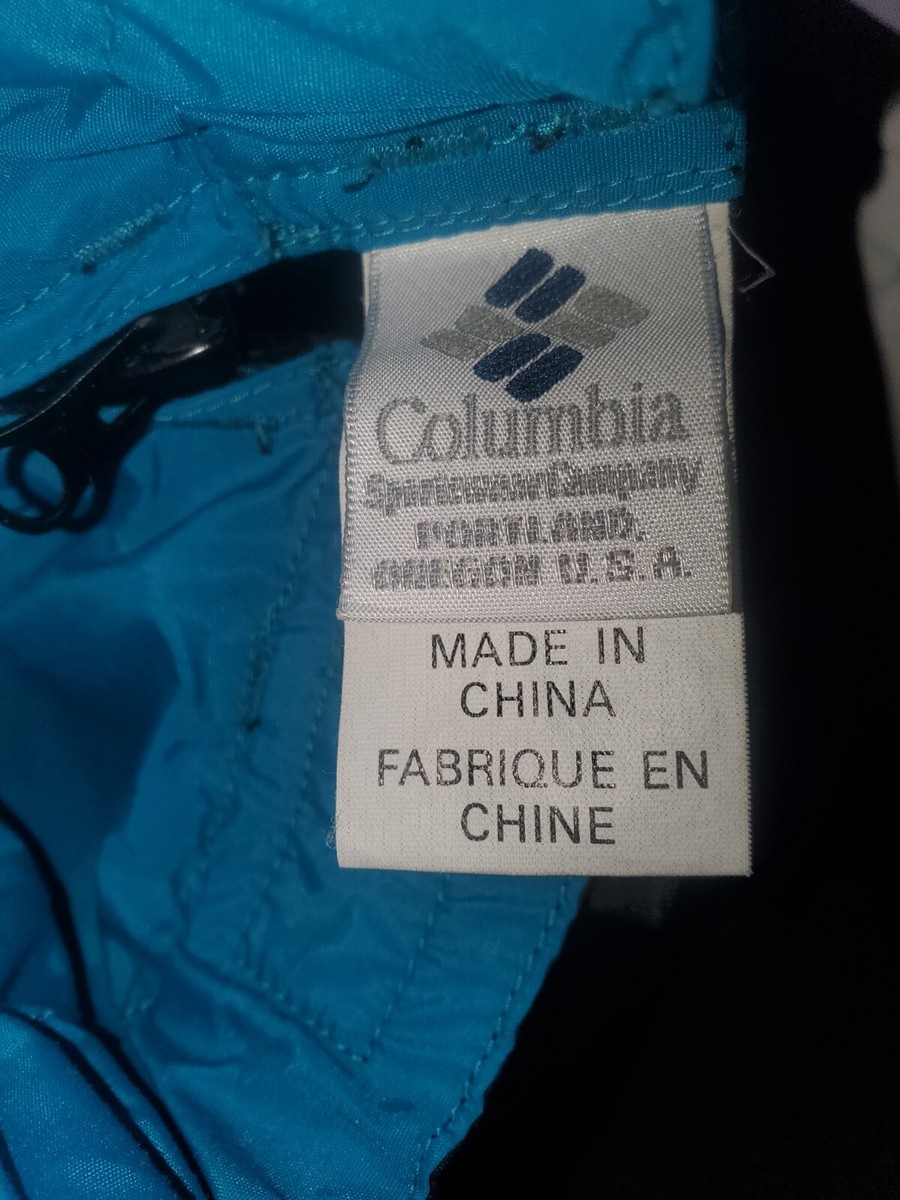 Columbia
Sportswear Company
PORTLAND,
OREGON U.S.A.
MADE IN
CHINA
FABRIQUE EN
CHINE